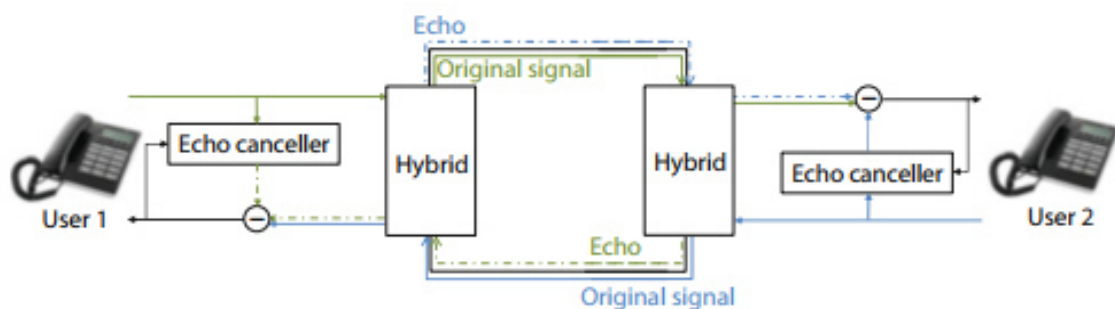 Echo
Original signal
Echo canceller
Hybrid
Hybrid
Echo canceller
User 1
User 2
Echo
Original signal